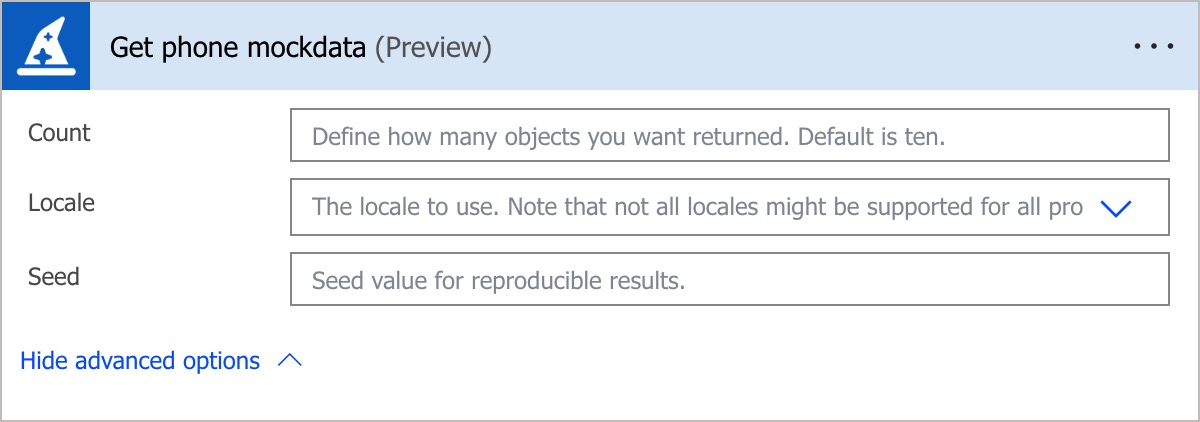 Get phone mockdata (Preview)
Count
Define how many objects you want returned. Default is ten.
Locale
The locale to use. Note that not all locales might be supported for all pro
Seed
Seed value for reproducible results.
Hide advanced options